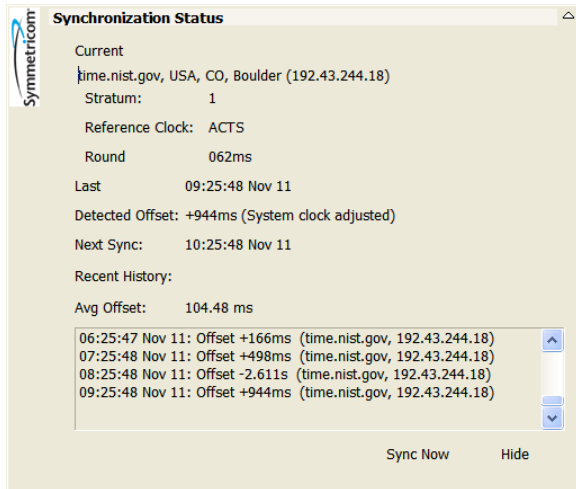 Symmetricom
Synchronization Status
Current
time.nist.gov, USA, CO, Boulder (192.43.244.18)
Stratum: 1
Reference Clock: ACTS
Round 062ms
Last 09:25:48 Nov 11
Detected Offset: +944ms (System clock adjusted)
Next Sync: 10:25:48 Nov 11
Recent History:
Avg Offset: 104.48 ms
06:25:47 Nov 11: Offset +166ms (time.nist.gov, 192.43.244.18)
07:25:48 Nov 11: Offset +498ms (time.nist.gov, 192.43.244.18)
08:25:48 Nov 11: Offset -2.611s (time.nist.gov, 192.43.244.18)
09:25:48 Nov 11: Offset +944ms (time.nist.gov, 192.43.244.18)
Sync Now Hide